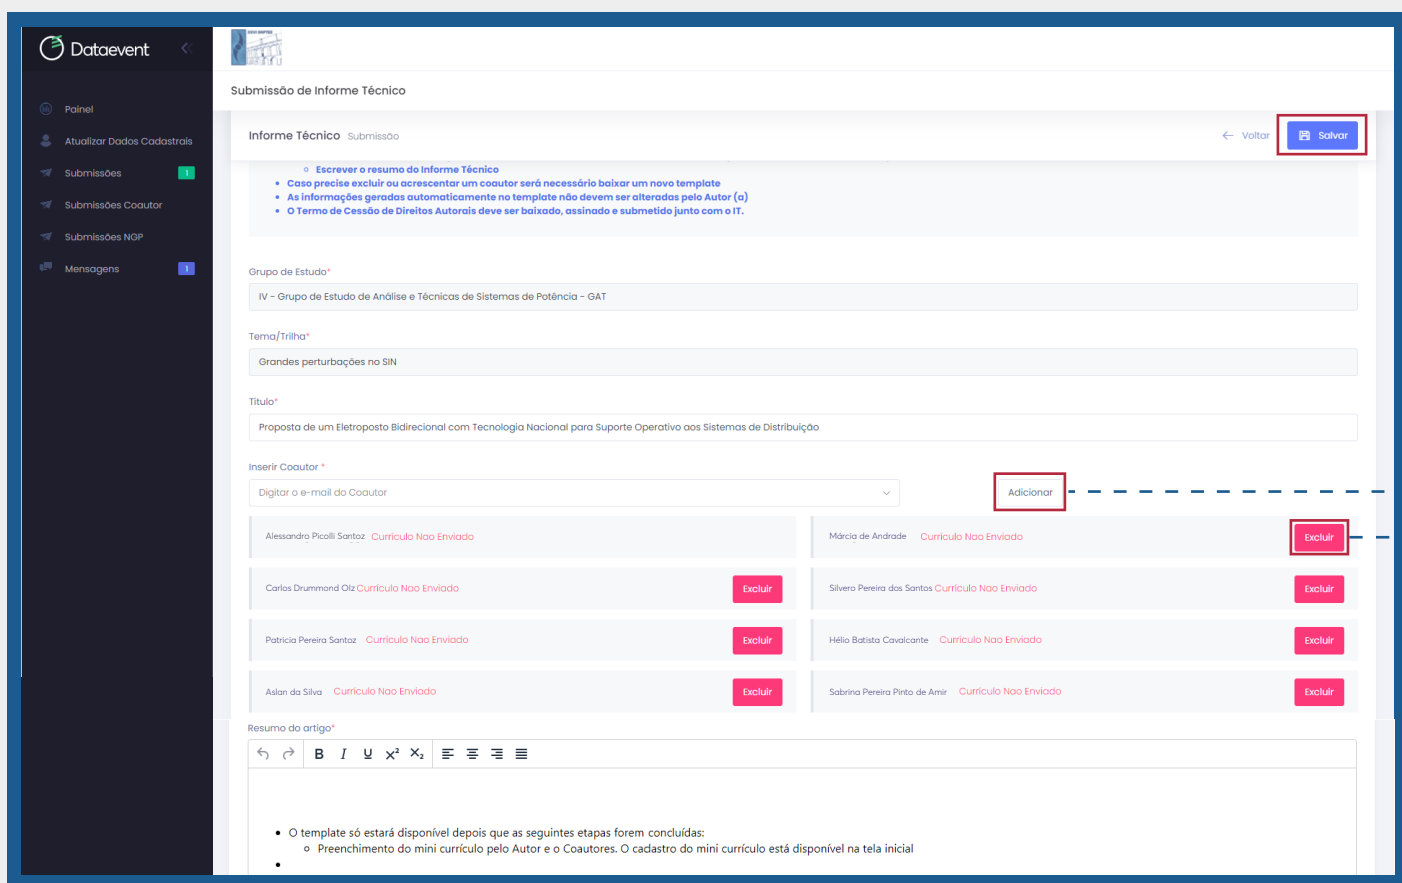 Dataevent
Submissão de Informe Técnico
Painel
Atualizar Dados Cadastrais
Submissões 1
Submissões Coautor
Submissões NGP
Mensagens 1
Informe Técnico Submissão
Voltar
Salvar
Escrever o resumo do Informe Técnico
Caso precise excluir ou acrescentar um coautor será necessário baixar um novo template
As informações geradas automaticamente no template não devem ser alteradas pelo Autor (a)
O Termo de Cessão de Direitos Autorais deve ser baixado, assinado e submetido junto com o IT.
Grupo de Estudo*
IV - Grupo de Estudo de Análise e Técnicas de Sistemas de Potência - GAT
Tema/Trilha*
Grandes perturbações no SIN
Título*
Proposta de um Eletroposto Bidirecional com Tecnologia Nacional para Suporte Operativo aos Sistemas de Distribuição
Inserir Coautor *
Digitar o e-mail do Coautor
Adicionar
Alessandro Picolli Santoz Curriculo Nao Enviado
Márcia de Andrade Curriculo Nao Enviado Excluir
Carlos Drummond Olz Curriculo Nao Enviado Excluir
Silvero Pereira dos Santos Curriculo Nao Enviado Excluir
Patricia Pereira Santoz Curriculo Nao Enviado Excluir
Hélio Batista Cavalcante Curriculo Nao Enviado Excluir
Aslan da Silva Curriculo Nao Enviado Excluir
Sabrina Pereira Pinto de Amir Curriculo Nao Enviado Excluir
Resumo do artigo*
B I U X² X₂
O template só estará disponível depois que as seguintes etapas forem concluídas:
Preenchimento do mini currículo pelo Autor e o Coautores. O cadastro do mini currículo está disponível na tela inicial